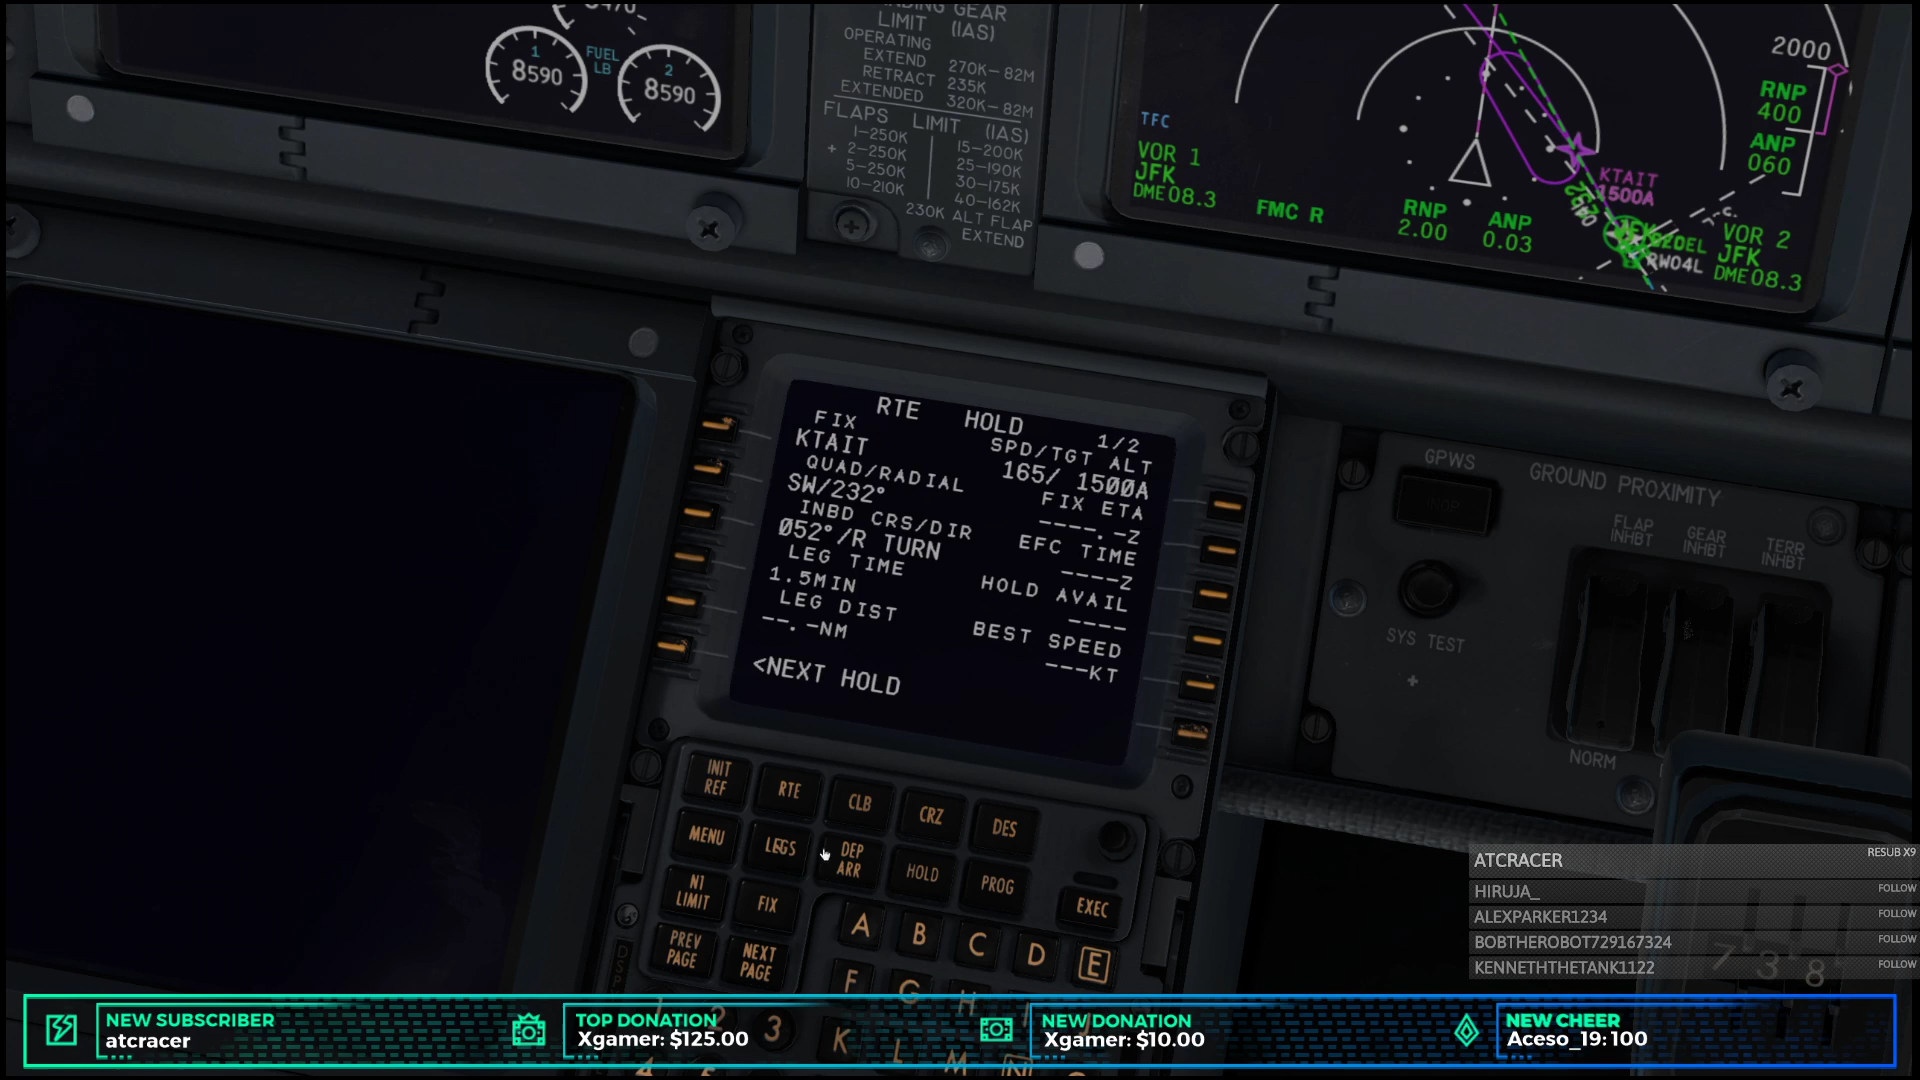 1
8590
FUEL
LB
2
8590
LIMIT (IAS)
OPERATING
EXTEND 270K-82M
RETRACT 235K
EXTENDED 320K-82M
FLAPS LIMIT (IAS)
1-250K 15-200K
+ 2-250K 25-190K
5-250K 30-175K
10-210K 40-162K
230K ALT FLAP
EXTEND
2000
RNP
400
ANP
060
TFC
VOR 1
JFK
DME08.3
FMC R
RNP
2.00
ANP
0.03
KTAIT
1500A
RW04L
VOR 2
JFK
DME08.3
RTE HOLD 1/2
FIX SPD/TGT ALT
KTAIT 165/ 1500A
QUAD/RADIAL FIX ETA
SW/232° ----.-Z
INBD CRS/DIR EFC TIME
052°/R TURN ----Z
LEG TIME HOLD AVAIL
1.5MIN ----
LEG DIST BEST SPEED
--.-NM ---KT
<NEXT HOLD
GPWS
GROUND PROXIMITY
FLAP INHBT
GEAR INHBT
TERR INHBT
SYS TEST
NORM
INIT REF
RTE
CLB
CRZ
DES
MENU
LEGS
DEP ARR
HOLD
PROG
N1 LIMIT
FIX
EXEC
PREV PAGE
NEXT PAGE
A B C D E
F G H
K L M N
2 3
738
ATCRACER RESUB X9
HIRUJA_ FOLLOW
ALEXPARKER1234 FOLLOW
BOBTHEROBOT729167324 FOLLOW
KENNETHTHETANK1122 FOLLOW
NEW SUBSCRIBER
atcracer
TOP DONATION
Xgamer: $125.00
NEW DONATION
Xgamer: $10.00
NEW CHEER
Aceso_19: 100